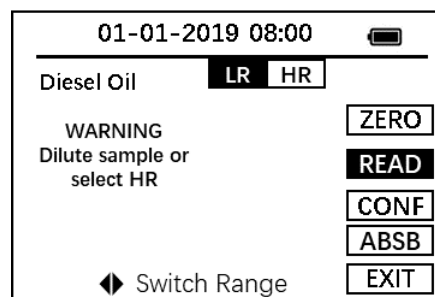 01-01-2019 08:00
Diesel Oil LR HR
WARNING
Dilute sample or
select HR
ZERO
READ
CONF
ABSB
Switch Range
EXIT